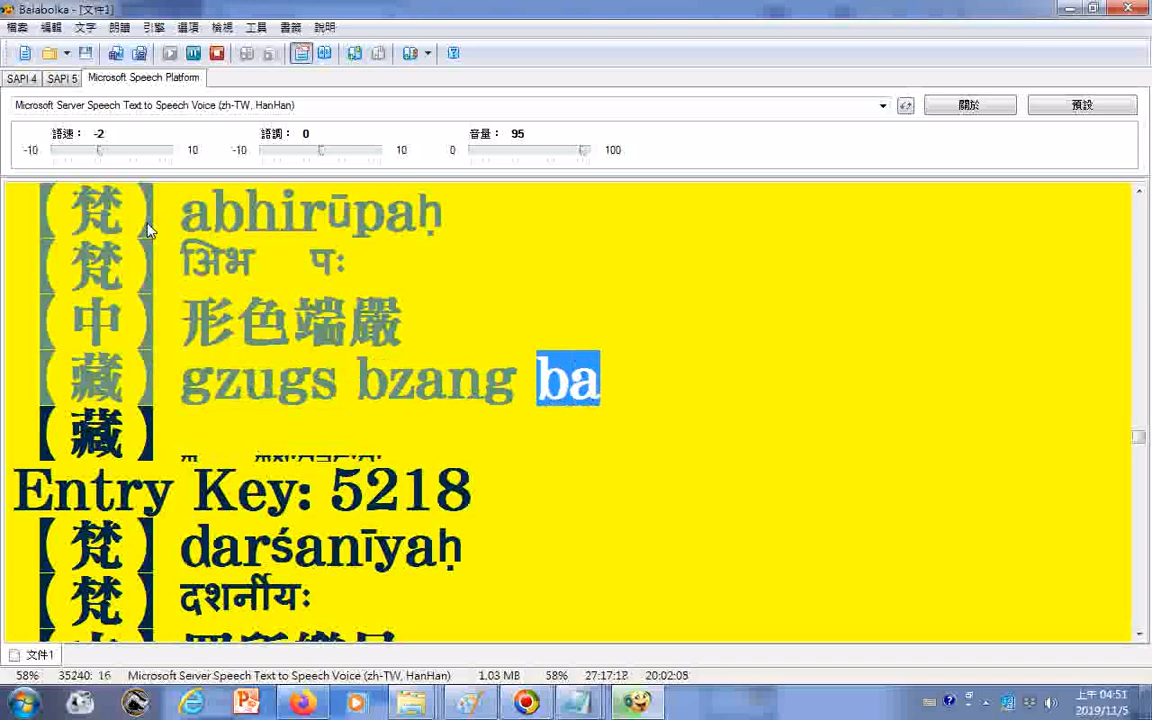 Balabolka - [文件1]
檔案 編輯 文字 朗讀 引擎 選項 檢視 工具 書籤 說明
SAPI 4 SAPI 5 Microsoft Speech Platform
Microsoft Server Speech Text to Speech Voice (zh-TW, HanHan) 關於 預設
語速： -2 語調： 0 音量： 95
-10 10 -10 10 0 100
【梵】 abhirūpaḥ
【梵】 अिभ पः
【中】 形色端嚴
【藏】 gzugs bzang ba
【藏】
Entry Key: 5218
【梵】 darśanīyaḥ
【梵】 दशर्नीयः
文件1
58% 35240: 16 Microsoft Server Speech Text to Speech Voice (zh-TW, HanHan) 1.03 MB 58% 27:17:18 20:02:05
上午 04:51
2019/11/5